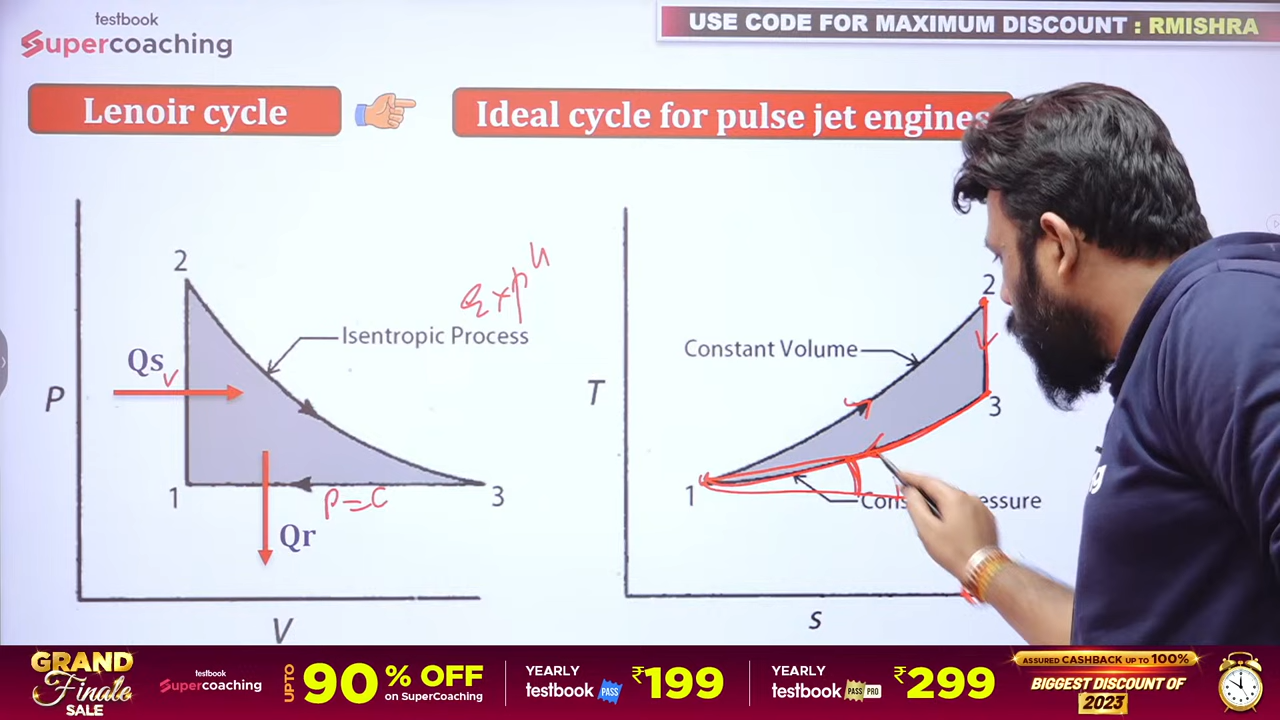 testbook
Supercoaching
USE CODE FOR MAXIMUM DISCOUNT : RMISHRA
Lenoir cycle
Ideal cycle for pulse jet engines
2
Isentropic Process
Qs
V
P
1
P=C
3
Qr
V
expⁿ
2
Constant Volume
T
3
1
S
GRAND
Finale
SALE
testbook
Supercoaching
UPTO 90% OFF
on SuperCoaching
YEARLY
testbook PASS
₹199
YEARLY
testbook PASS PRO
₹299
ASSURED CASHBACK UP TO 100%
BIGGEST DISCOUNT OF
2023